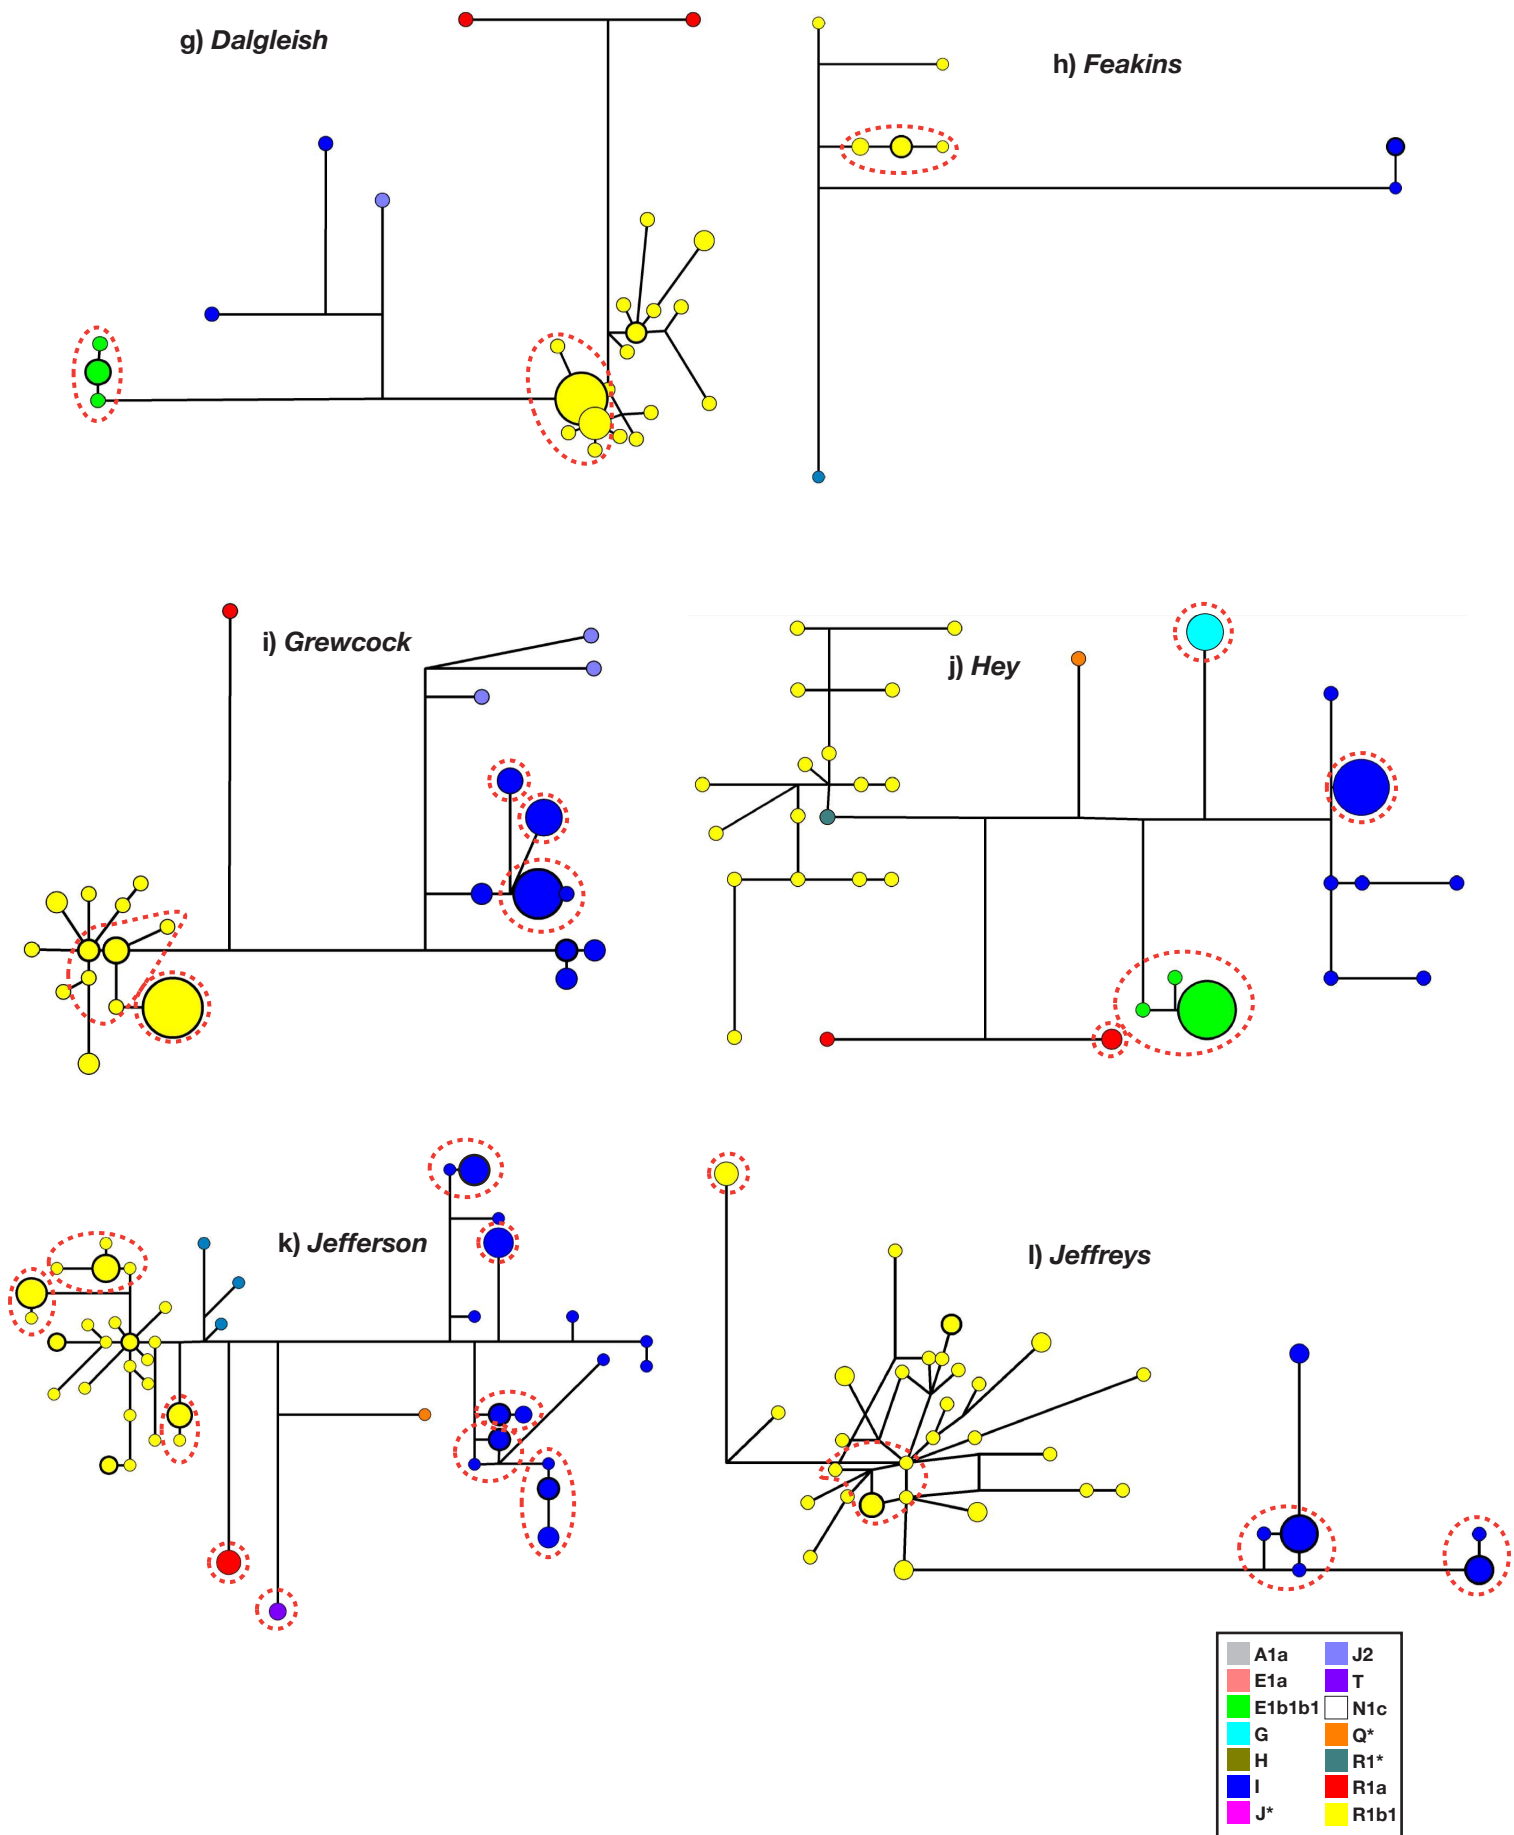 g) Dalgleish
h) Feakins
i) Grewcock
j) Hey
k) Jefferson
l) Jeffreys
A1a J2
E1a T
E1b1b1 N1c
G Q*
H R1*
I R1a
J* R1b1